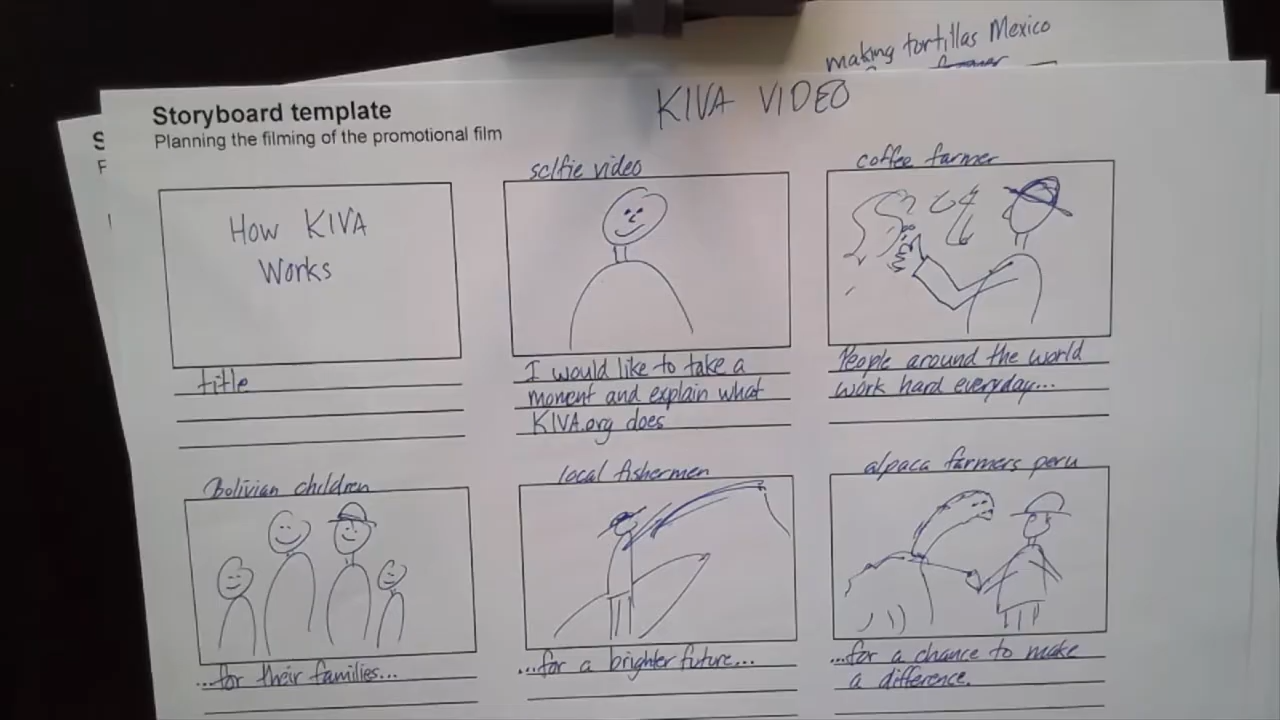 making tortillas Mexico
farmer
Storyboard template
KIVA VIDEO
Planning the filming of the promotional film
selfie video
coffee farmer
How KIVA
Works
title
I would like to take a
moment and explain what
KIVA.org does
People around the world
work hard everyday...
Bolivian children
local fishermen
alpaca farmers peru
...for their families...
...for a brighter future...
...for a chance to make
a difference.
S
F